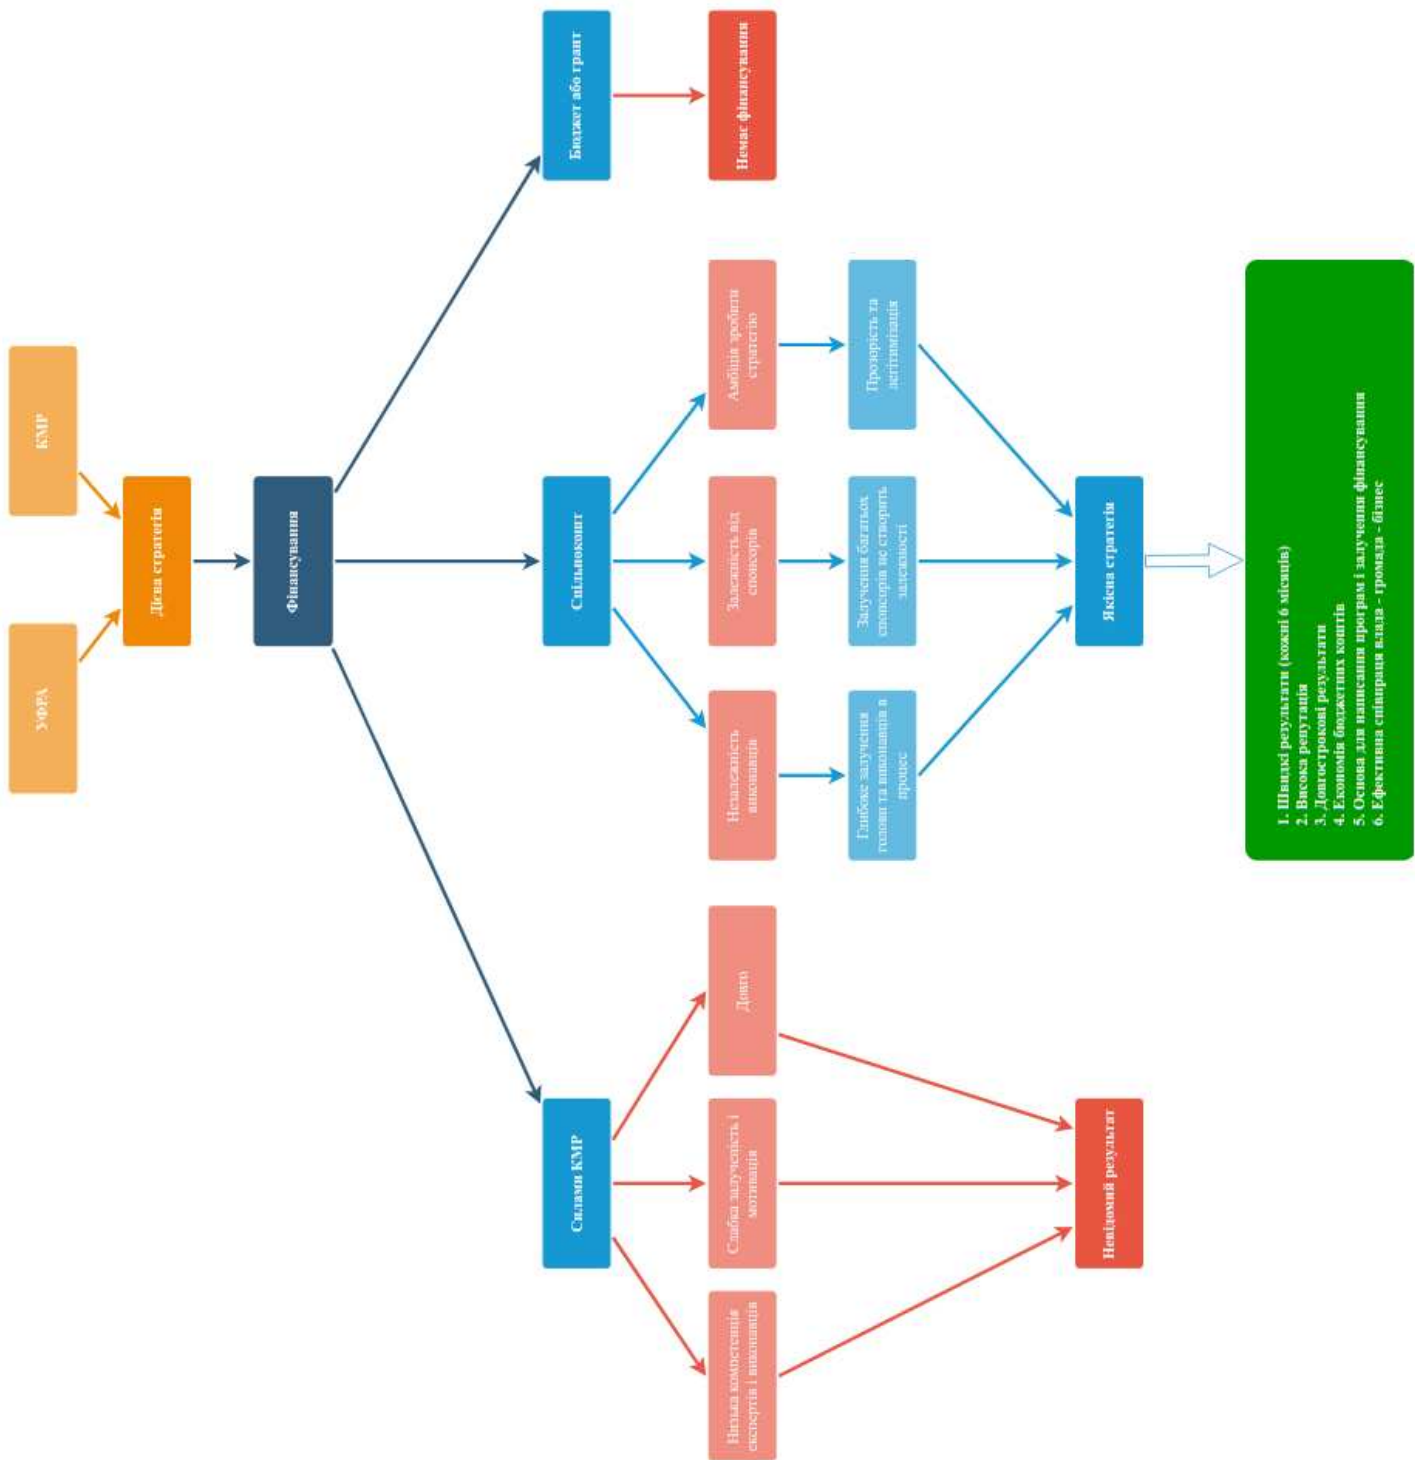 УФРА
КМР
Дієва стратегія
Фінансування
Силами КМР
Спількокошт
Бюджет або грант
Низька компетенція
експертів і виконавців
Слабка залученість і
мотивація
Довго
Незалежність
виконавців
Залежність від
спонсорів
Амбіція зробити
стратегію
Немає фінансування
Глибоке залучення
голови та виконавців в
процес
Залучення багатьох
спонсорів не створить
залежності
Прозорість та
легітимізація
Невідомий результат
Якісна стратегія
1. Швидкі результати (кожні 6 місяців)
2. Висока репутація
3. Довгострокові результати
4. Економія бюджетних коштів
5. Основа для написання програм і залучення фінансування
6. Ефективна співпраця влада - громада - бізнес